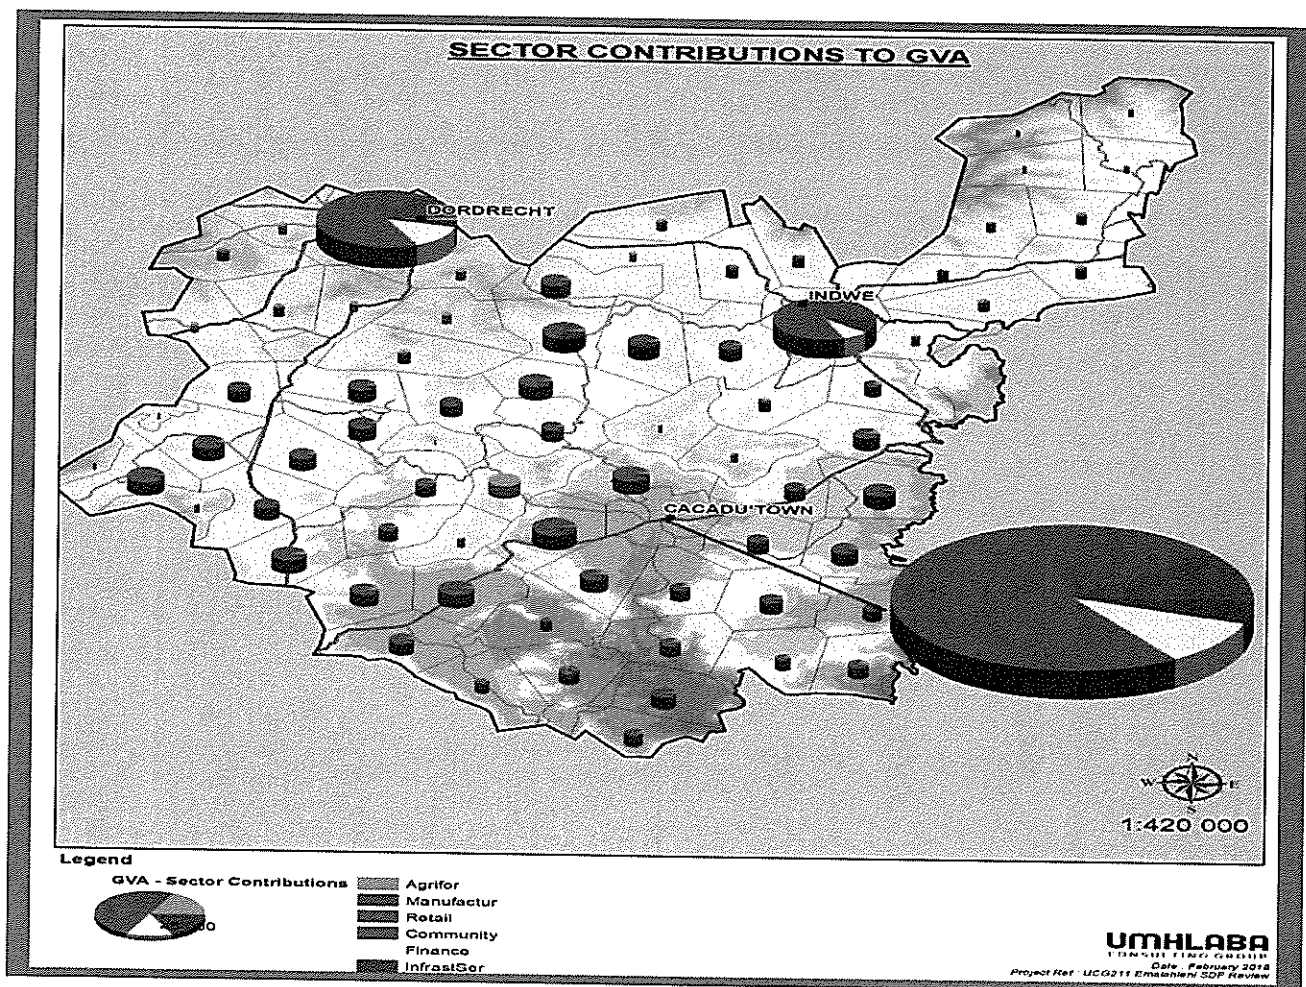 SECTOR CONTRIBUTIONS TO GVA
DORDRECHT
INDWE
CACADU TOWN
N
W E
S
1:420 000
Legend
GVA - Sector Contributions
Agrifor
Manufactur
Retail
Community
Finance
InfrastSer
UMHLABA
CONSULTING GROUP
Date : February 2018
Project Ref : UCG211 Emalahleni SDF Review